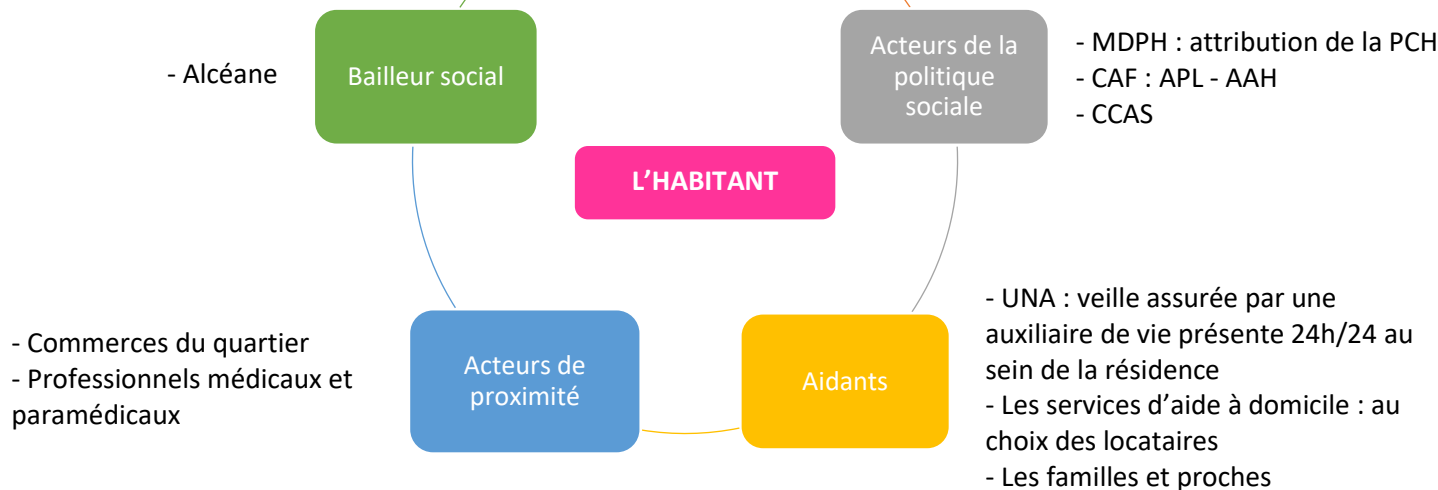 - Alcéane
Bailleur social
Acteurs de la
politique
sociale
- MDPH : attribution de la PCH
- CAF : APL - AAH
- CCAS
L’HABITANT
- Commerces du quartier
- Professionnels médicaux et
paramédicaux
Acteurs de
proximité
Aidants
- UNA : veille assurée par une
auxiliaire de vie présente 24h/24 au
sein de la résidence
- Les services d’aide à domicile : au
choix des locataires
- Les familles et proches